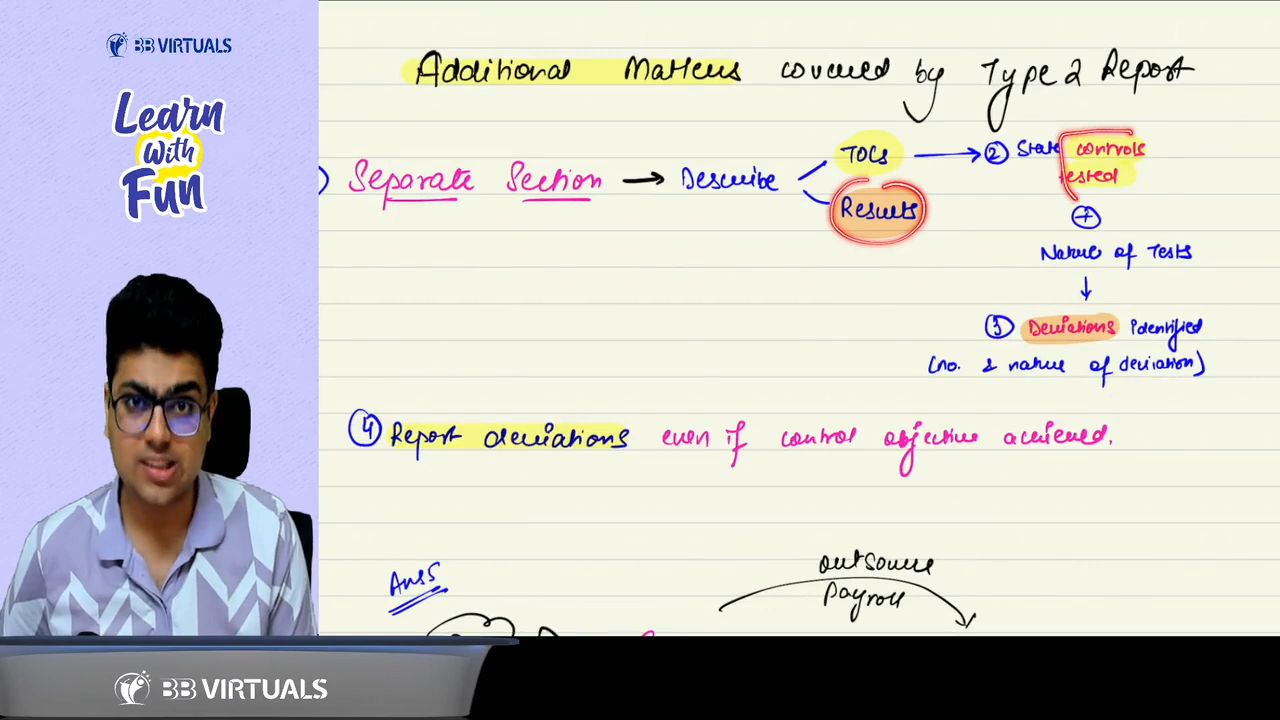 BB VIRTUALS
Learn
With
Fun
Additional Matters covered by Type 2 Report
) Separate Section → Describe
TOCs → ② State controls tested
Results
+
Nature of Tests
↓
③ Deviations identified
(no. & nature of deviation)
④ Report deviations even if control objective achieved.
Ans 5
outsource
Payroll
BB VIRTUALS